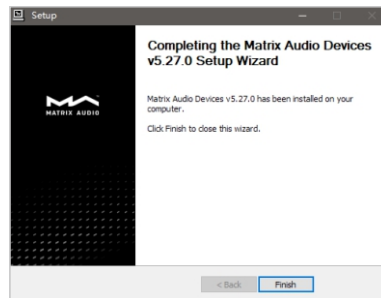 Setup
Completing the Matrix Audio Devices
v5.27.0 Setup Wizard
MATRIX AUDIO
Matrix Audio Devices v5.27.0 has been installed on your
computer.
Click Finish to close this wizard.
< Back
Finish